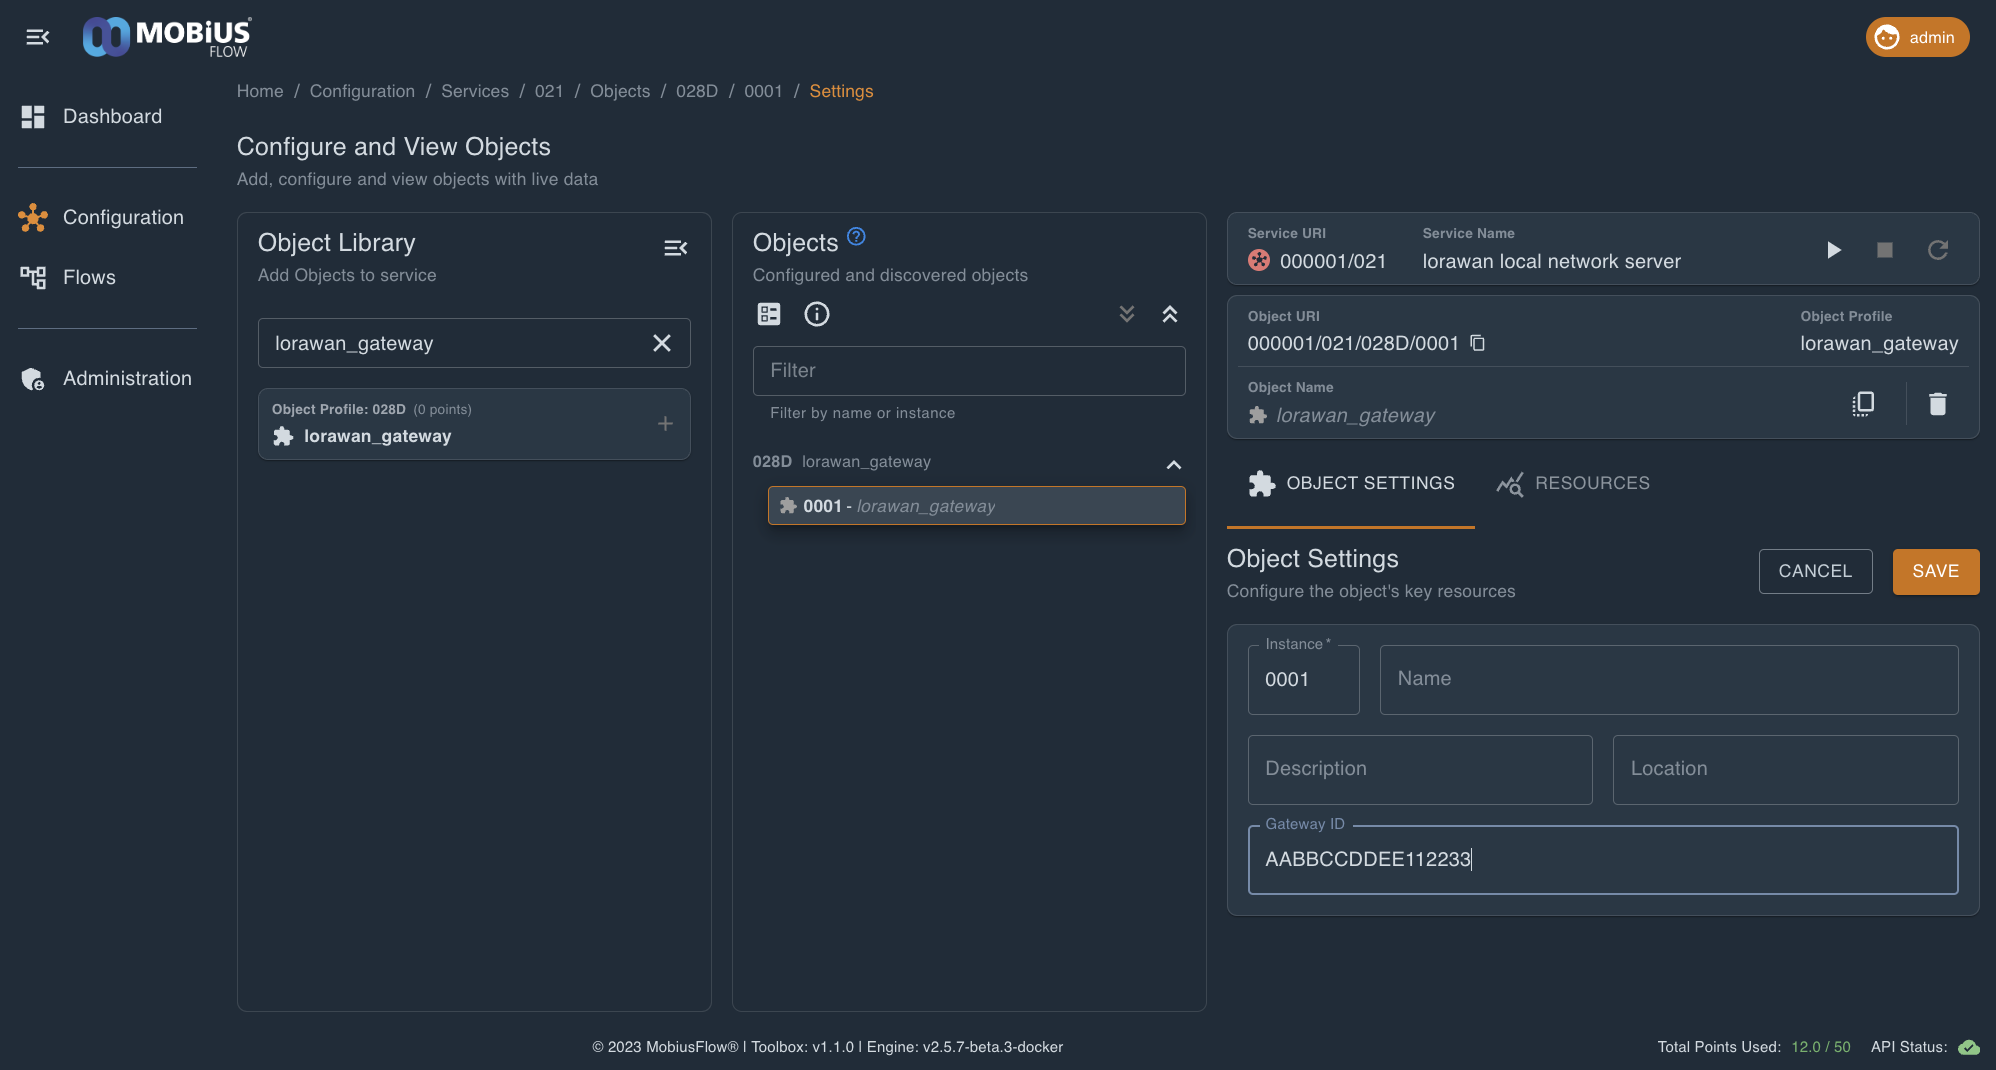 MOBiUS
FLOW
admin
Home / Configuration / Services / 021 / Objects / 028D / 0001 / Settings
Dashboard
Configuration
Flows
Administration
Configure and View Objects
Add, configure and view objects with live data
Object Library
Add Objects to service
lorawan_gateway
Object Profile: 028D (0 points)
lorawan_gateway
Objects
Configured and discovered objects
Filter
Filter by name or instance
028D lorawan_gateway
0001 - lorawan_gateway
Service URI
000001/021
Service Name
lorawan local network server
Object URI
000001/021/028D/0001
Object Profile
lorawan_gateway
Object Name
lorawan_gateway
OBJECT SETTINGS
RESOURCES
Object Settings
Configure the object's key resources
CANCEL
SAVE
Instance *
0001
Name
Description
Location
Gateway ID
AABBCCDDEE112233
© 2023 MobiusFlow® | Toolbox: v1.1.0 | Engine: v2.5.7-beta.3-docker
Total Points Used: 12.0 / 50
API Status: